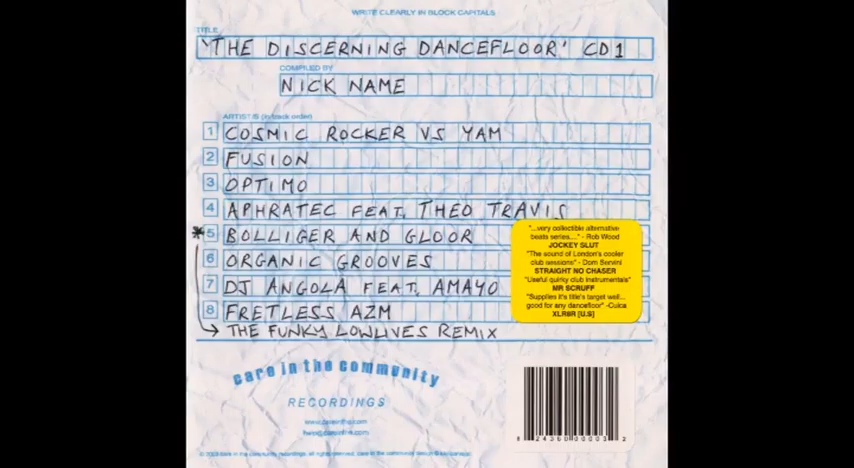 WRITE CLEARLY IN BLOCK CAPITALS
TITLE
'THE DISCERNING DANCEFLOOR' CD1
COMPILED BY
NICK NAME
ARTIST/S (in track order)
1 COSMIC ROCKER VS YAM
2 FUSION
3 OPTIMO
4 APHRATEC FEAT. THEO TRAVIS
*5 BOLLIGER AND GLOOR
6 ORGANIC GROOVES
7 DJ ANGOLA FEAT. AMAYO
8 FRETLESS AZM
THE FUNKY LOWLIVES REMIX
"...very collectible alternative
beats series...." - Rob Wood
JOCKEY SLUT
"The sound of London's cooler
club sessions" - Dom Servini
STRAIGHT NO CHASER
"Useful quirky club instrumentals"
MR SCRUFF
"Supplies it's title's target well...
good for any dancefloor" -Cuica
XLR8R [U.S]
care in the community
RECORDINGS